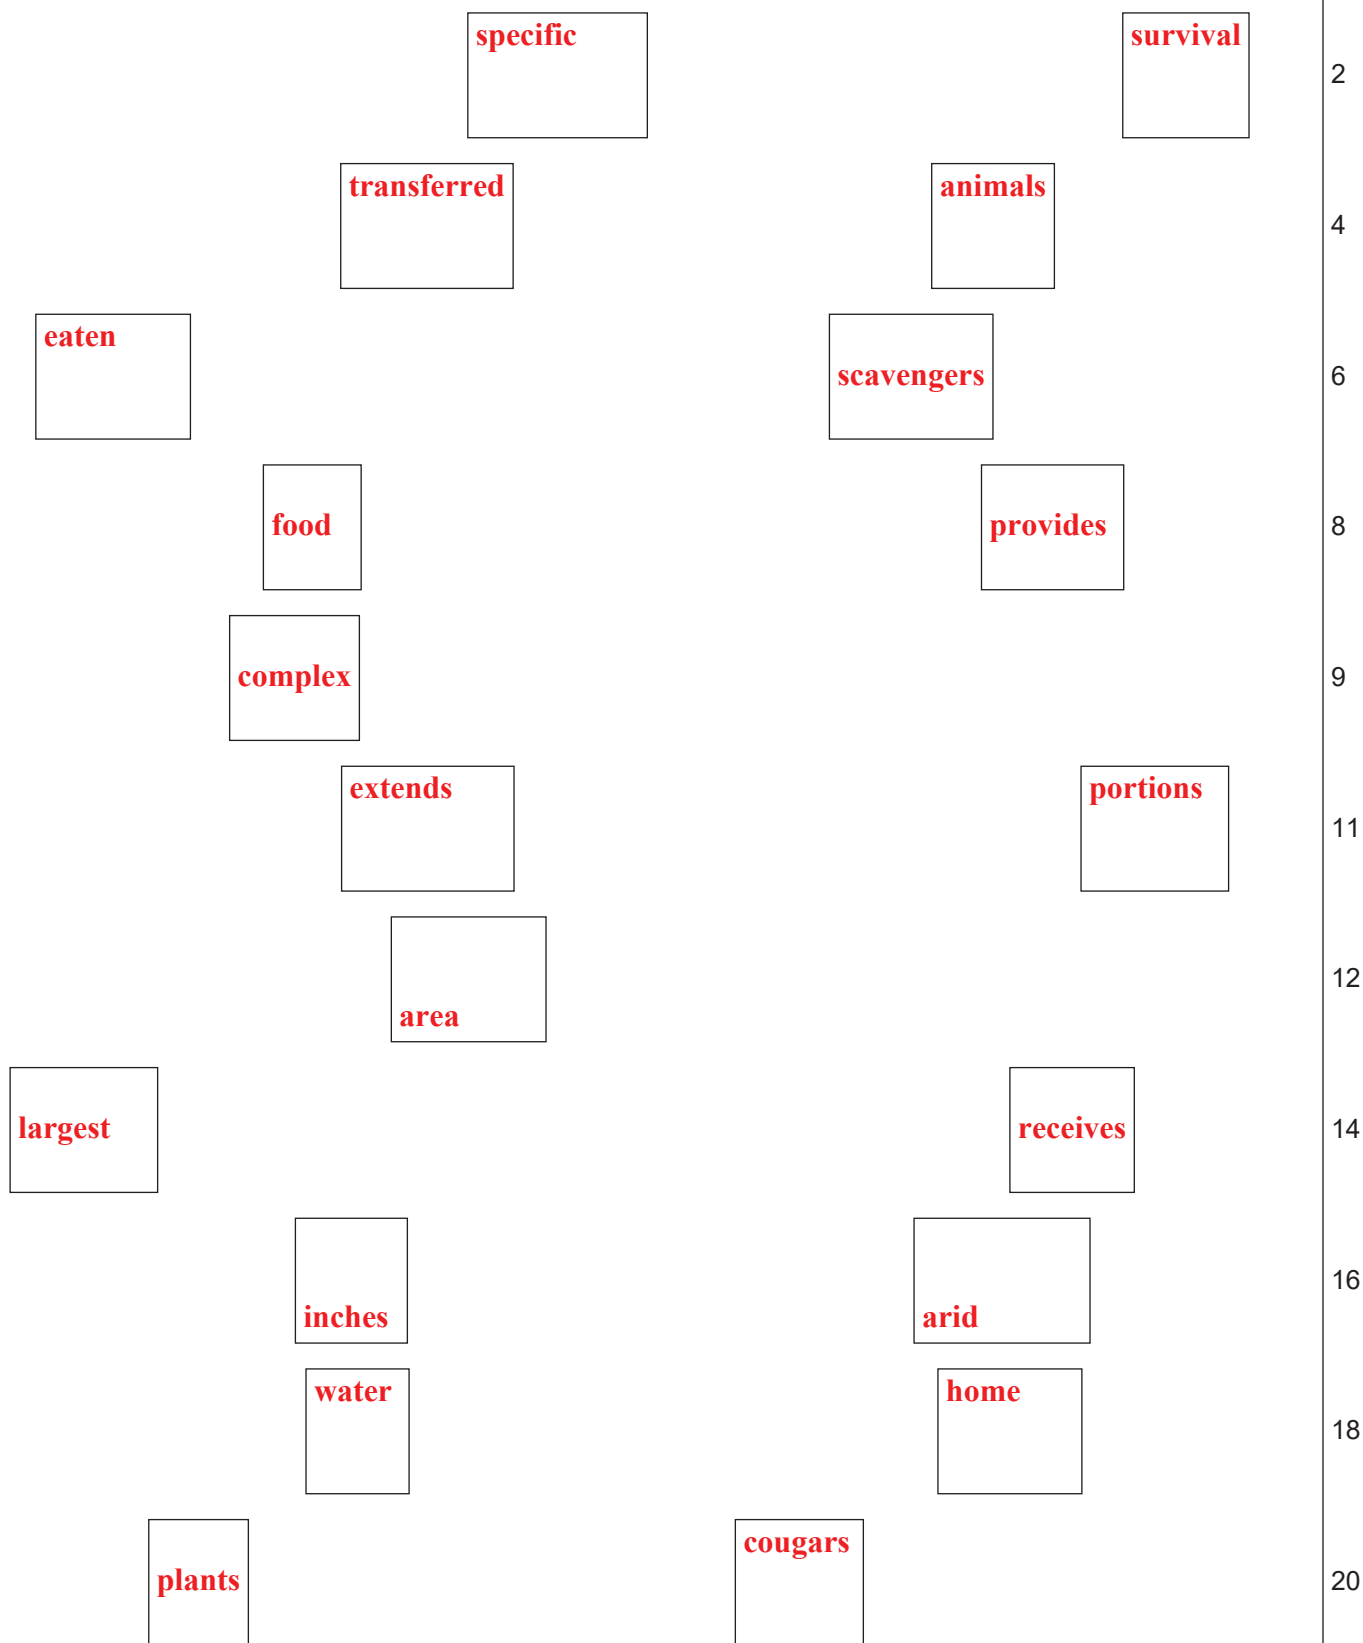 specific survival 2
transferred animals 4
eaten scavengers 6
food provides 8
complex 9
extends portions 11
area 12
largest receives 14
inches arid 16
water home 18
plants cougars 20